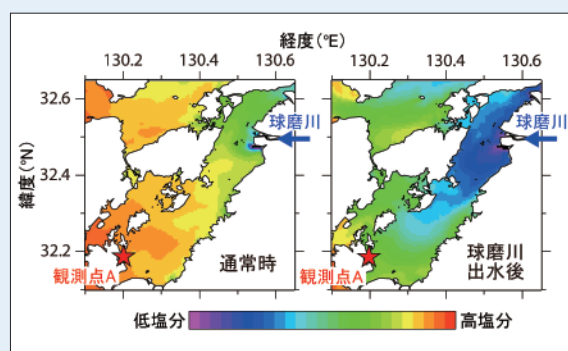 経度(°E)
130.2 130.4 130.6 130.2 130.4 130.6
緯度(°N)
32.6
32.4
32.2
球磨川
観測点A
通常時
球磨川
観測点A
球磨川
出水後
低塩分 高塩分